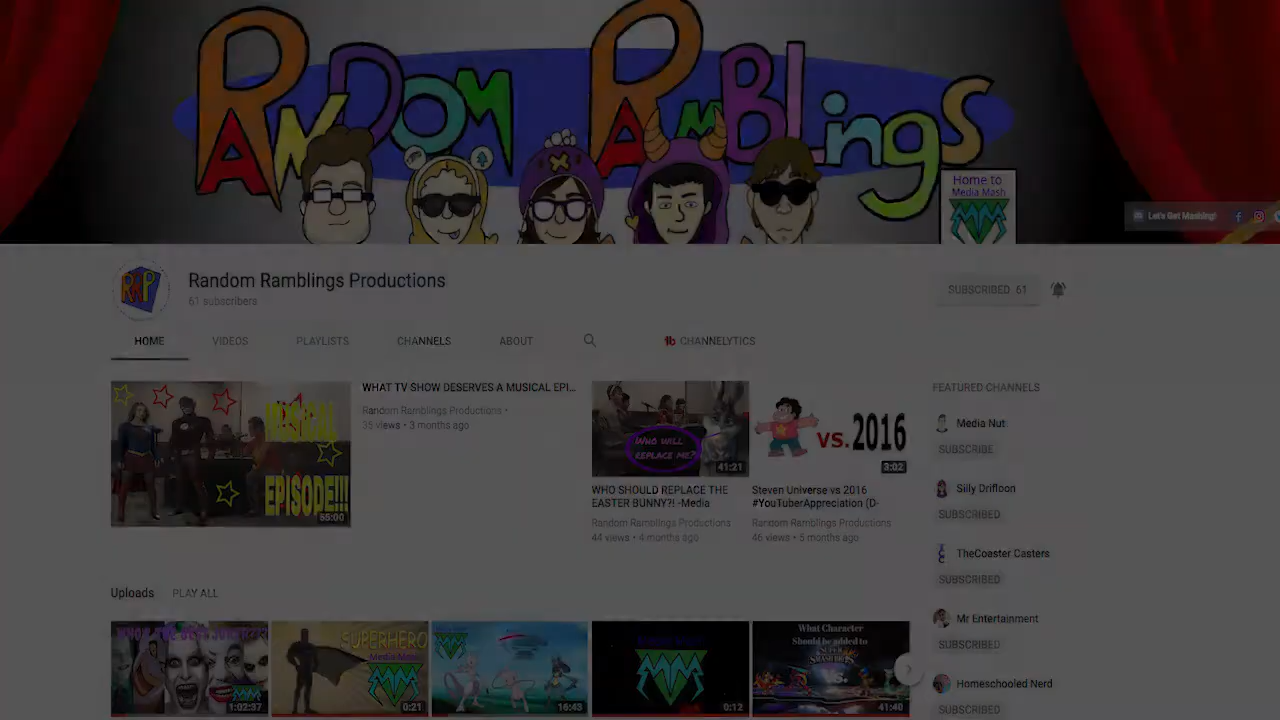 RANDOM RAMBLINGS
Home to
Media Mash
Let's Get Mashing!
RRP
Random Ramblings Productions
61 subscribers
SUBSCRIBED 61
HOME VIDEOS PLAYLISTS CHANNELS ABOUT CHANNELYTICS
MUSICAL
EPISODE!!!
55:00
WHAT TV SHOW DESERVES A MUSICAL EPI...
Random Ramblings Productions •
35 views • 3 months ago
WHO WILL
REPLACE ME?
41:21
WHO SHOULD REPLACE THE
EASTER BUNNY?! -Media
Random Ramblings Productions
44 views • 4 months ago
VS. 2016
3:02
Steven Universe vs 2016
#YouTuberAppreciation (D-
Random Ramblings Productions
46 views • 5 months ago
FEATURED CHANNELS
Media Nut
SUBSCRIBE
Silly Drifloon
SUBSCRIBED
TheCoaster Casters
SUBSCRIBED
Mr Entertainment
SUBSCRIBED
Homeschooled Nerd
SUBSCRIBED
Uploads PLAY ALL
1:02:37
SUPERHERO
Media Mash
0:21
16:43
0:12
What Character
Should be added to
SUPER
SMASH BROS
VS.
41:40